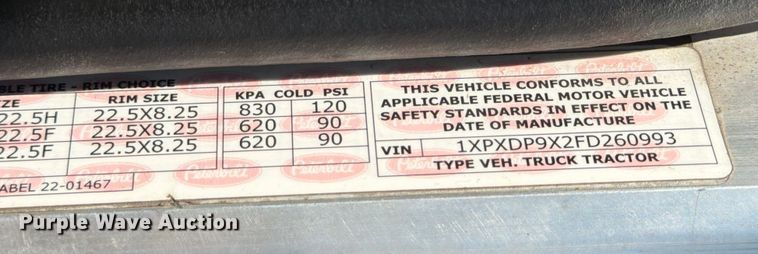 BLE TIRE - RIM CHOICE
ZE RIM SIZE KPA COLD PSI
22.5H 22.5X8.25 830 120
22.5F 22.5X8.25 620 90
22.5F 22.5X8.25 620 90
ABEL 22-01467
THIS VEHICLE CONFORMS TO ALL
APPLICABLE FEDERAL MOTOR VEHICLE
SAFETY STANDARDS IN EFFECT ON THE
DATE OF MANUFACTURE
VIN 1XPXDP9X2FD260993
TYPE VEH. TRUCK TRACTOR
Peterbilt
Purple Wave Auction